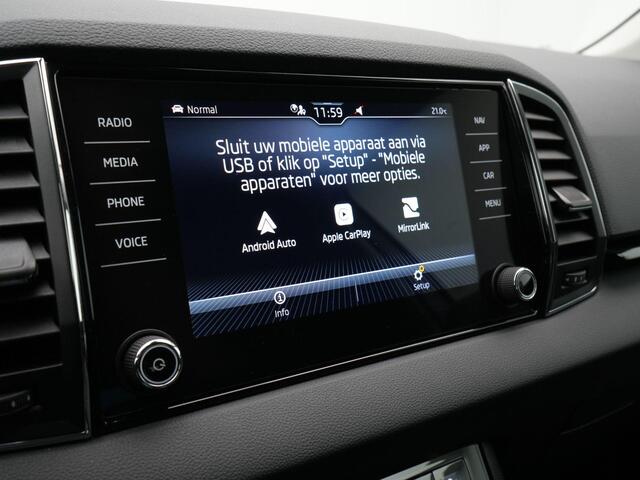 Normal 11:59 21.0°C
Sluit uw mobiele apparaat aan via
USB of klik op "Setup" - "Mobiele
apparaten" voor meer opties.
Android Auto Apple CarPlay MirrorLink
Info Setup
RADIO
MEDIA
PHONE
VOICE
NAV
APP
CAR
MENU